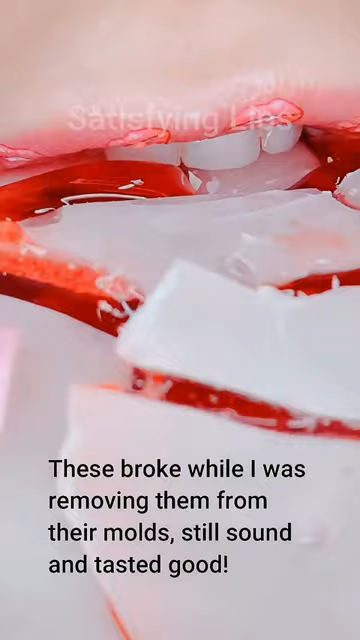 Satisfying Lips
These broke while I was
removing them from
their molds, still sound
and tasted good!